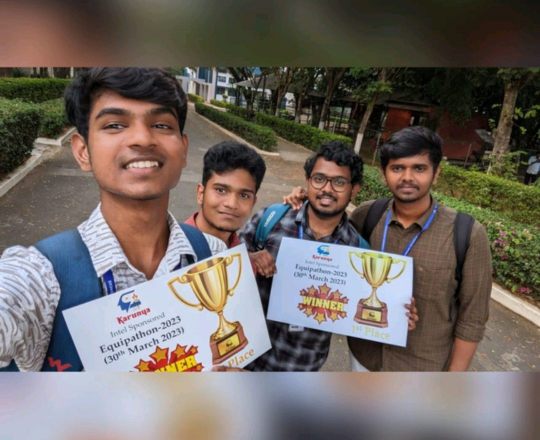 Karunya
Intel Sponsored
Equipathon-2023
(30th March 2023)
WINNER
Place
Karunya
Intel Sponsored
Equipathon-2023
(30th March 2023)
WINNER
1st Place